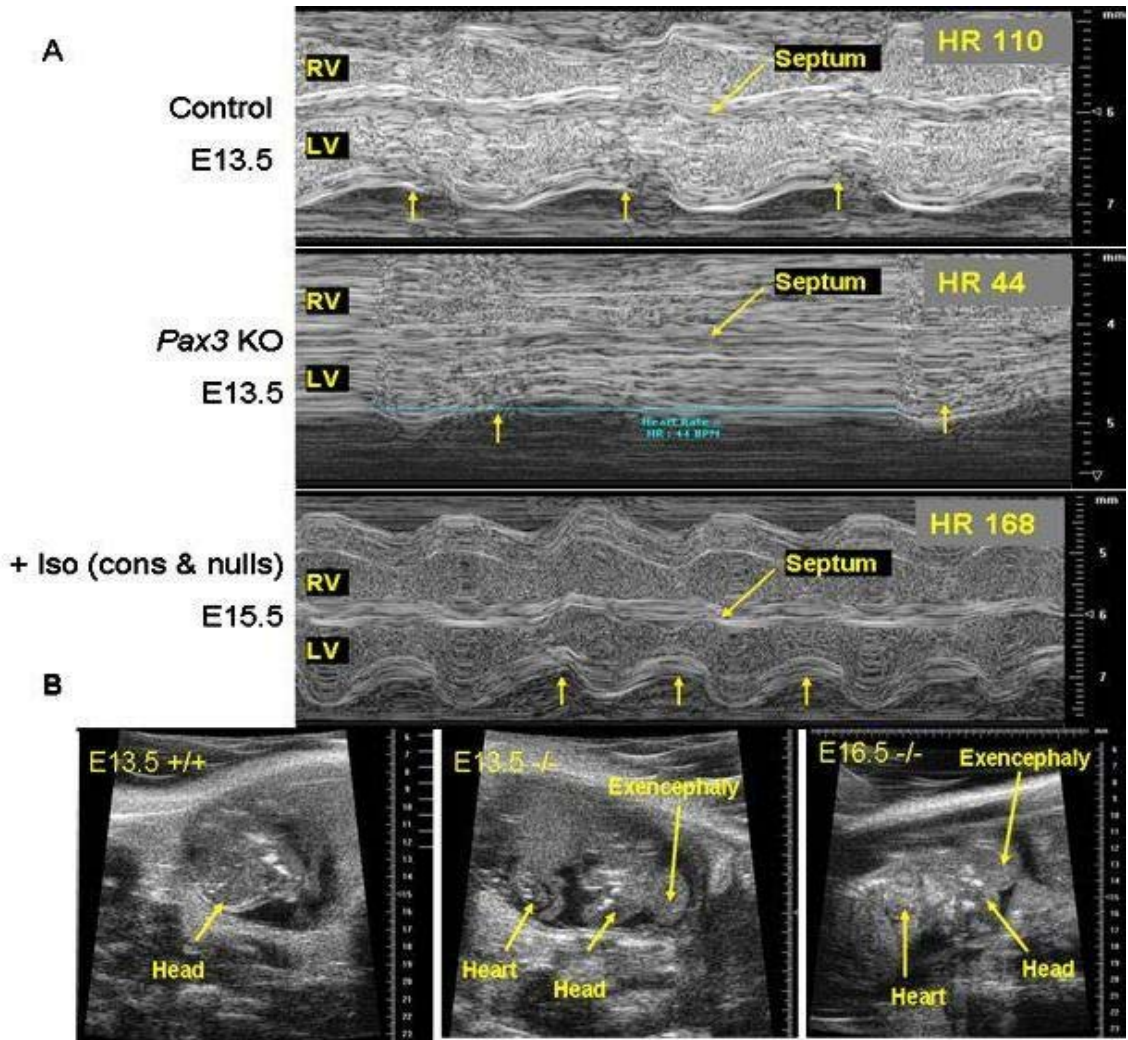 A
Control
E13.5
RV
LV
Septum
HR 110
mm
6
7
Pax3 KO
E13.5
RV
LV
Septum
HR 44
Heart Rate
HR : 44 BPM
mm
4
5
+ Iso (cons & nulls)
E15.5
RV
LV
Septum
HR 168
mm
5
6
7
B
E13.5 +/+
Head
E13.5 -/-
Exencephaly
Heart
Head
E16.5 -/-
Exencephaly
Heart
Head